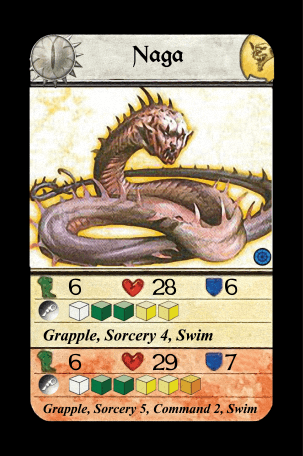 Naga
6 28 6
Grapple, Sorcery 4, Swim
6 29 7
Grapple, Sorcery 5, Command 2, Swim